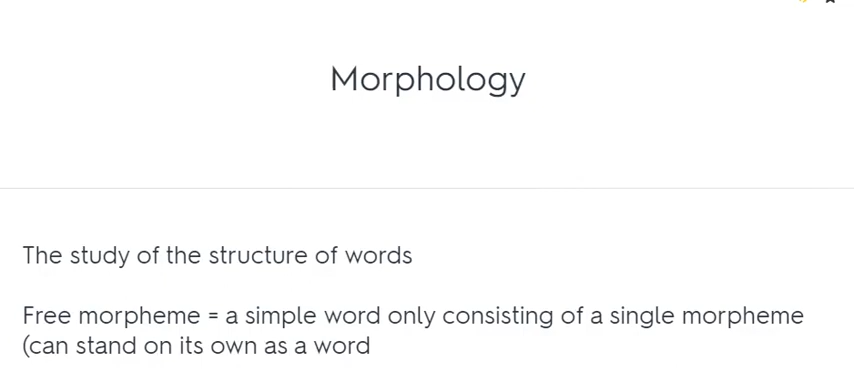 Morphology
The study of the structure of words
Free morpheme = a simple word only consisting of a single morpheme
(can stand on its own as a word